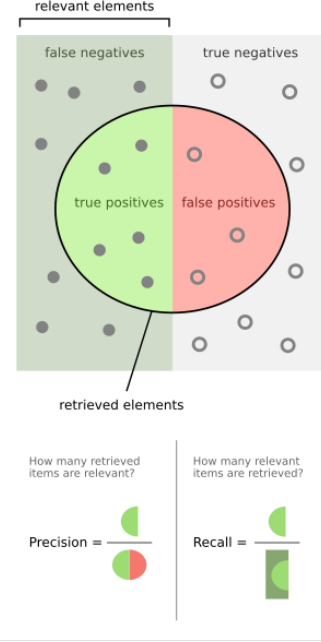 relevant elements
false negatives
true negatives
true positives
false positives
retrieved elements
How many retrieved
items are relevant?
Precision =
How many relevant
items are retrieved?
Recall =